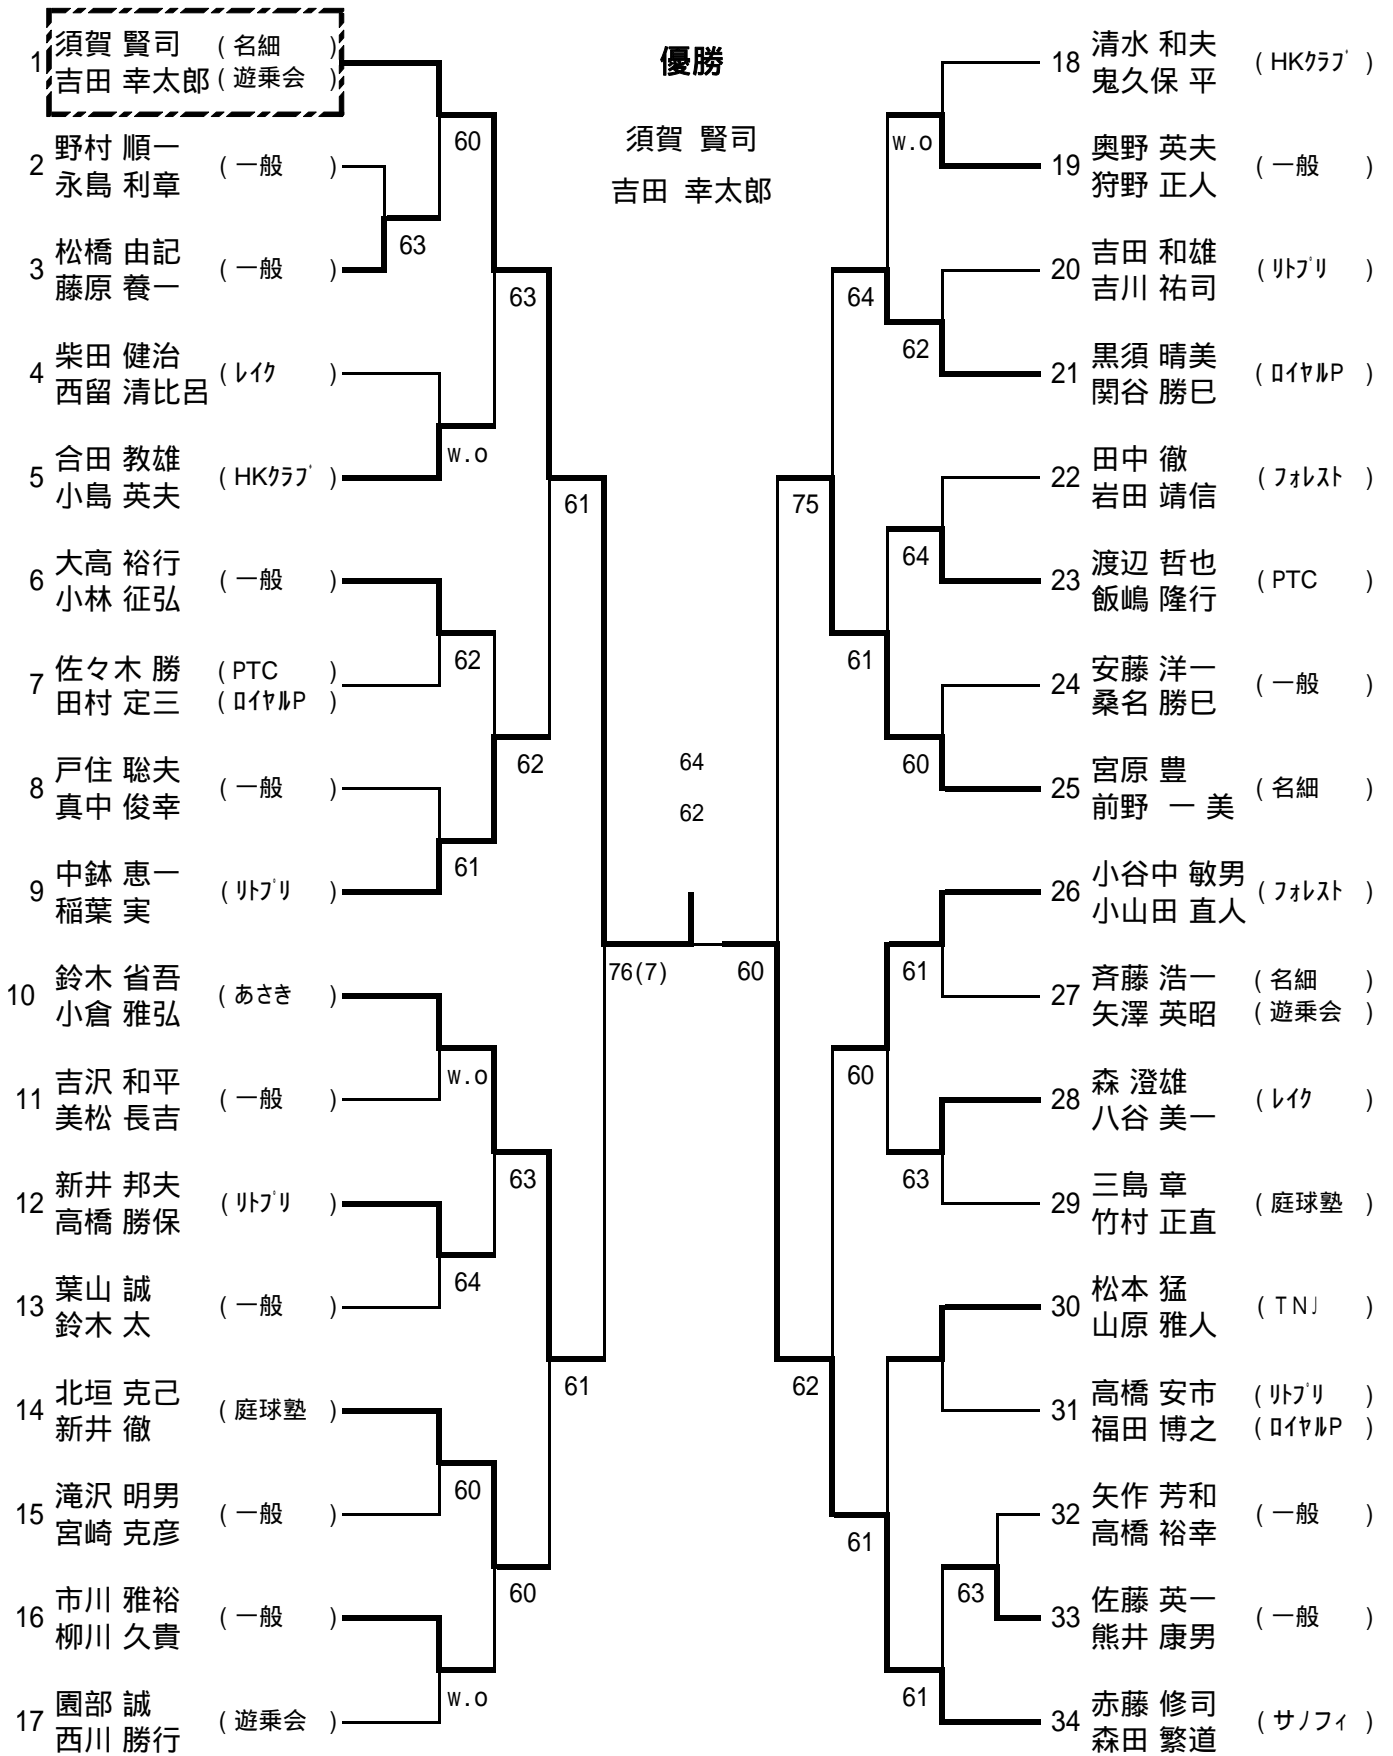 優勝
須賀 賢司
吉田 幸太郎
1 須賀 賢司 (名細)
吉田 幸太郎 (遊乗会)
2 野村 順一 (一般)
永島 利章
3 松橋 由記 (一般)
藤原 養一
4 柴田 健治 (ﾚｲｸ)
西留 清比呂
5 合田 教雄 (HKｸﾗﾌﾞ)
小島 英夫
6 大高 裕行 (一般)
小林 征弘
7 佐々木 勝 (PTC)
田村 定三 (ﾛｲﾔﾙP)
8 戸住 聡夫 (一般)
真中 俊幸
9 中鉢 恵一 (ﾘﾄﾌﾟﾘ)
稲葉 実
10 鈴木 省吾 (あさき)
小倉 雅弘
11 吉沢 和平 (一般)
美松 長吉
12 新井 邦夫 (ﾘﾄﾌﾟﾘ)
高橋 勝保
13 葉山 誠 (一般)
鈴木 太
14 北垣 克己 (庭球塾)
新井 徹
15 滝沢 明男 (一般)
宮崎 克彦
16 市川 雅裕 (一般)
柳川 久貴
17 園部 誠 (遊乗会)
西川 勝行
60
63
63
w.o
61
62
62
61
w.o
63
64
61
60
60
w.o
76(7)
64
62
60
18 清水 和夫 (HKｸﾗﾌﾞ)
鬼久保 平
19 奥野 英夫 (一般)
狩野 正人
20 吉田 和雄 (ﾘﾄﾌﾟﾘ)
吉川 祐司
21 黒須 晴美 (ﾛｲﾔﾙP)
関谷 勝巳
22 田中 徹 (ﾌｫﾚｽﾄ)
岩田 靖信
23 渡辺 哲也 (PTC)
飯嶋 隆行
24 安藤 洋一 (一般)
桑名 勝巳
25 宮原 豊 (名細)
前野 一美
26 小谷中 敏男 (ﾌｫﾚｽﾄ)
小山田 直人
27 斉藤 浩一 (名細)
矢澤 英昭 (遊乗会)
28 森 澄雄 (ﾚｲｸ)
八谷 美一
29 三島 章 (庭球塾)
竹村 正直
30 松本 猛 (TNJ)
山原 雅人
31 高橋 安市 (ﾘﾄﾌﾟﾘ)
福田 博之 (ﾛｲﾔﾙP)
32 矢作 芳和 (一般)
高橋 裕幸
33 佐藤 英一 (一般)
熊井 康男
34 赤藤 修司 (サノフィ)
森田 繁道
w.o
64
62
75
64
61
60
61
60
63
62
61
63
61